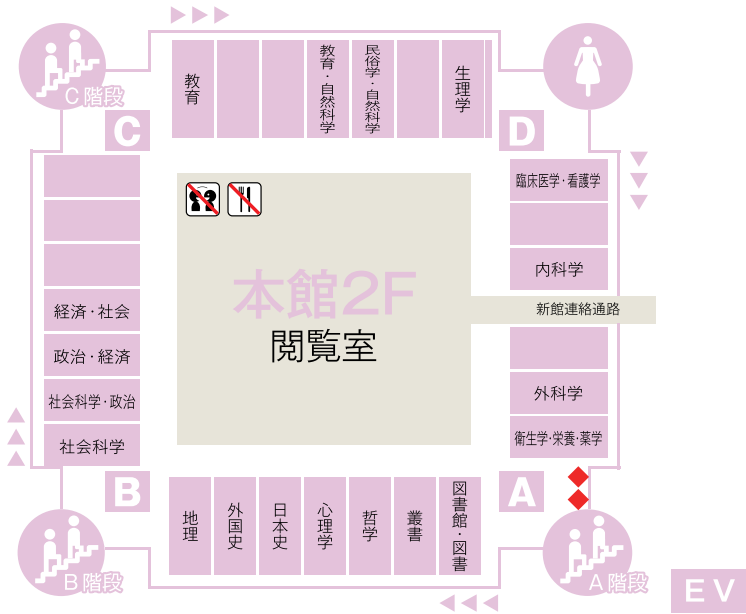 C 階段
教育
教育・自然科学
民俗学・自然科学
生理学
C
D
臨床医学・看護学
内科学
本館2F
閲覧室
新館連絡通路
経済・社会
政治・経済
社会科学・政治
社会科学
外科学
衛生学・栄養・薬学
B
A
地理
外国史
日本史
心理学
哲学
叢書
図書館・図書
B 階段
A 階段
EV